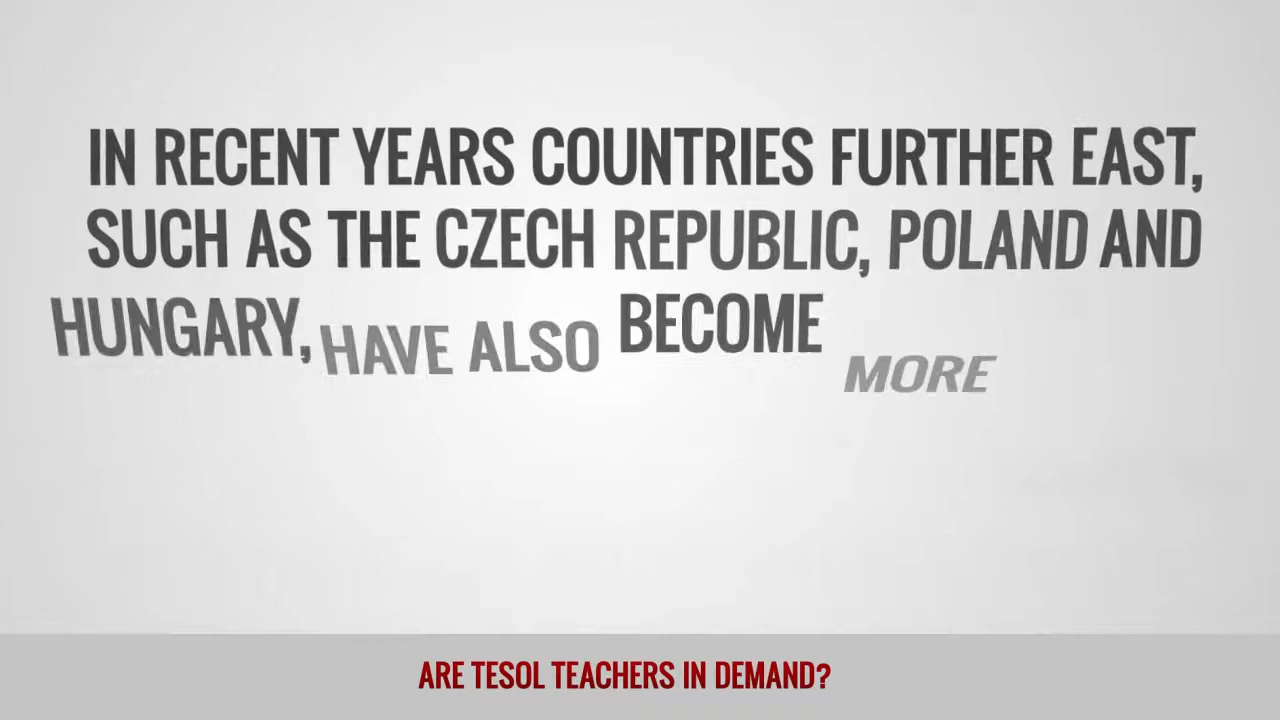 IN RECENT YEARS COUNTRIES FURTHER EAST,
SUCH AS THE CZECH REPUBLIC, POLAND AND
HUNGARY, HAVE ALSO BECOME MORE
ARE TESOL TEACHERS IN DEMAND?